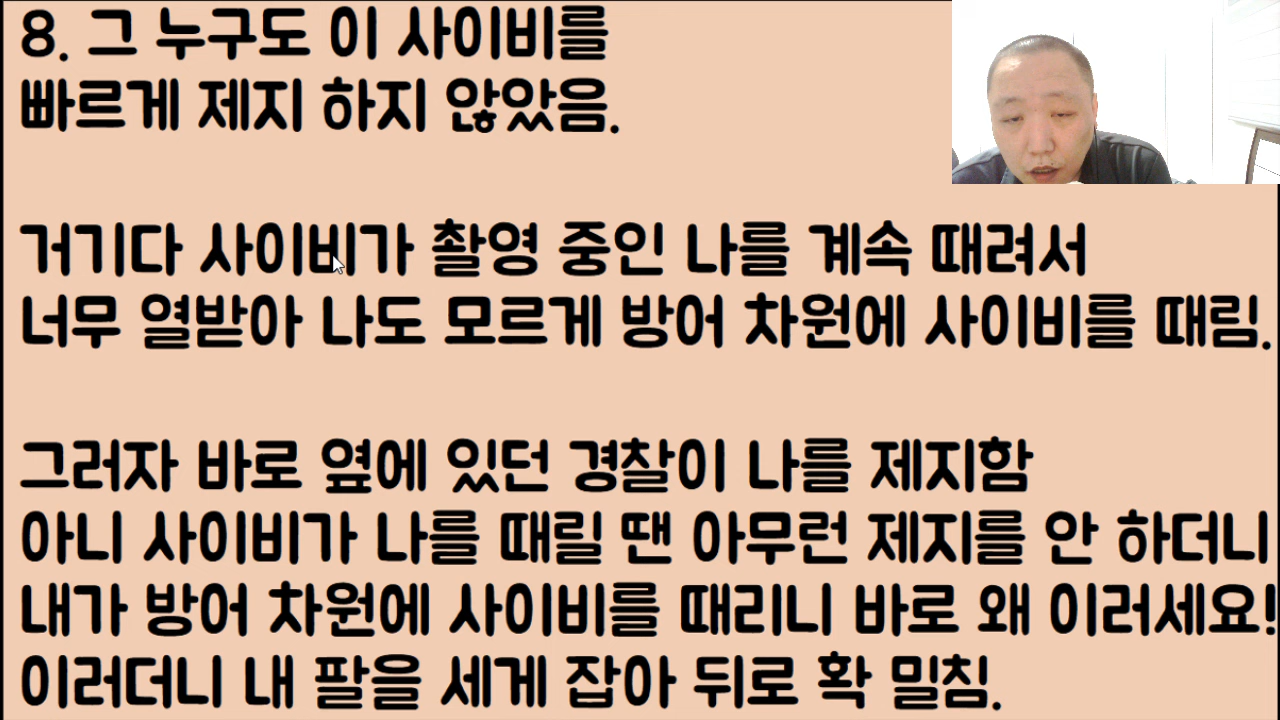 8. 그 누구도 이 사이비를
빠르게 제지 하지 않았음.
거기다 사이비가 촬영 중인 나를 계속 때려서
너무 열받아 나도 모르게 방어 차원에 사이비를 때림.
그러자 바로 옆에 있던 경찰이 나를 제지함
아니 사이비가 나를 때릴 땐 아무런 제지를 안 하더니
내가 방어 차원에 사이비를 때리니 바로 왜 이러세요!
이러더니 내 팔을 세게 잡아 뒤로 확 밀침.